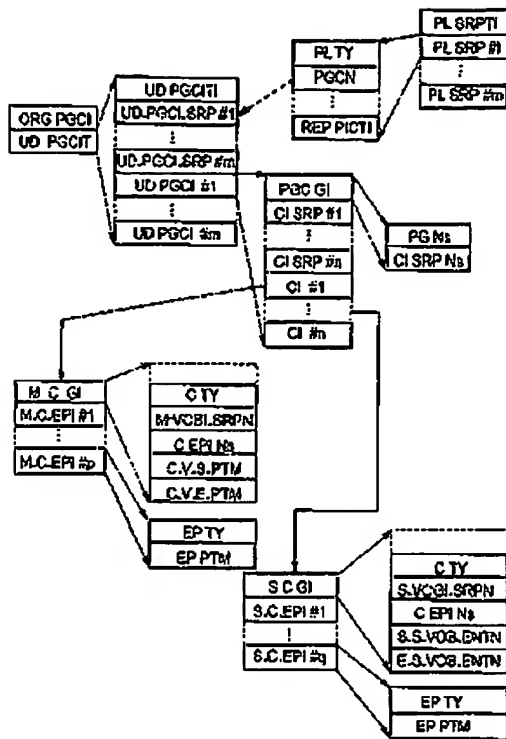 PL SRPTI
PL SRP #1
⋮
PL SRP #m
PL TY
PGCN
⋮
REP PICTI
UD PGCITI
UD.PGCI.SRP #1
⋮
UD.PGCI.SRP #m
UD PGCI #1
⋮
UD PGCI #m
ORG PGCI
UD PGCIT
PGC GI
CI SRP #1
⋮
CI SRP #n
CI #1
⋮
CI #n
PG Ns
CI SRP Ns
M C GI
M.C.EPI #1
⋮
M.C.EPI #p
C TY
M.VOBI.SRPN
C EPI Ns
C.V.S.PTM
C.V.E.PTM
EP TY
EP PTM
S C GI
S.C.EPI #1
⋮
S.C.EPI #q
C TY
S.VOGI.SRPN
C EPI Ns
S.S.VOB.ENTN
E.S.VOB.ENTN
EP TY
EP PTM